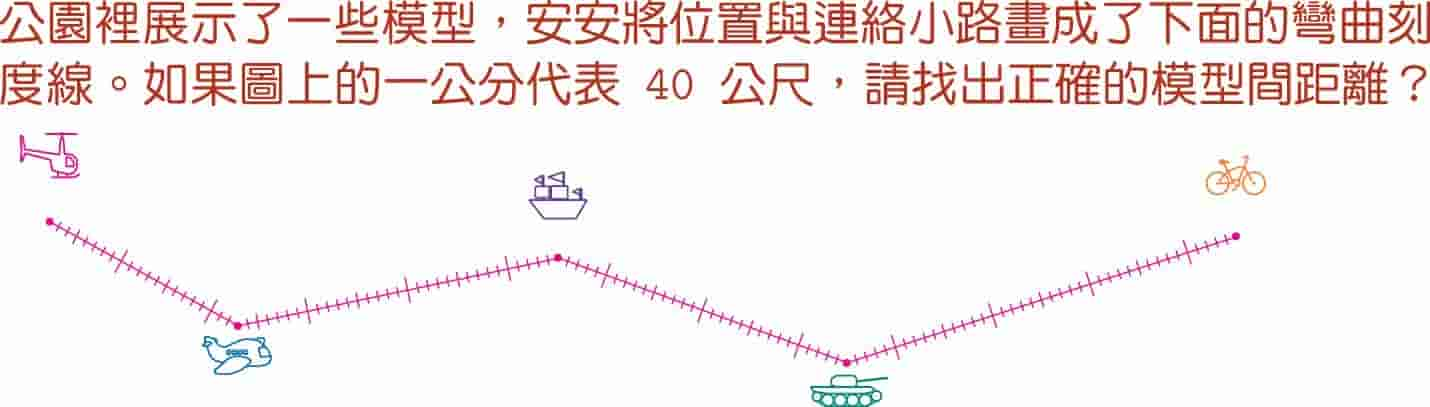 公園裡展示了一些模型，安安將位置與連絡小路畫成了下面的彎曲刻
度線。如果圖上的一公分代表 40 公尺，請找出正確的模型間距離？